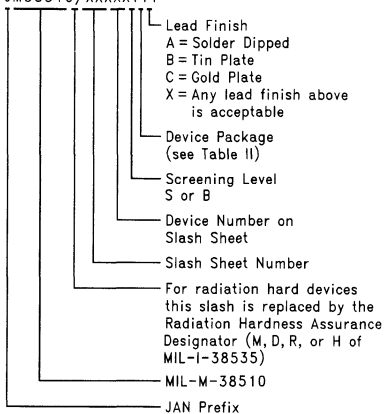 Lead Finish
A = Solder Dipped
B = Tin Plate
C = Gold Plate
X = Any lead finish above
is acceptable
Device Package
(see Table II)
Screening Level
S or B
Device Number on
Slash Sheet
Slash Sheet Number
For radiation hard devices
this slash is replaced by the
Radiation Hardness Assurance
Designator (M, D, R, or H of
MIL-I-38535)
MIL-M-38510
JAN Prefix